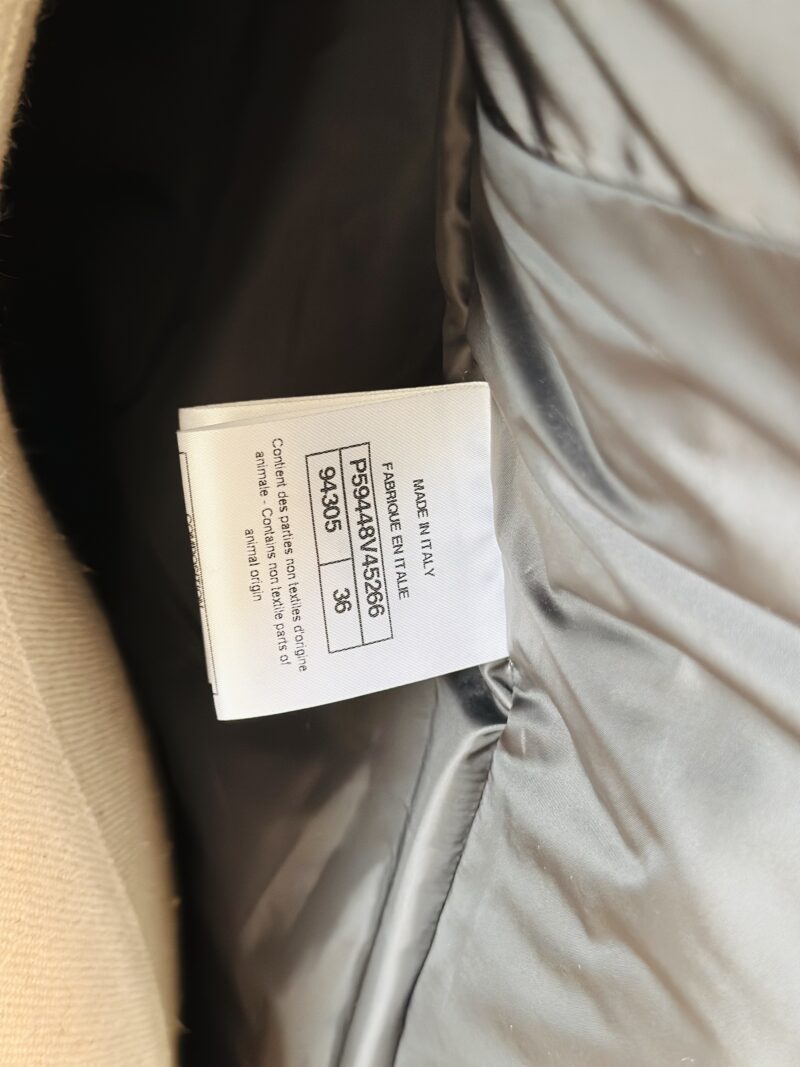 MADE IN ITALY
FABRIQUE EN ITALIE
P59448V45266
94305 36
Contient des parties non textiles d'origine
animale - Contains non textile parts of
animal origin